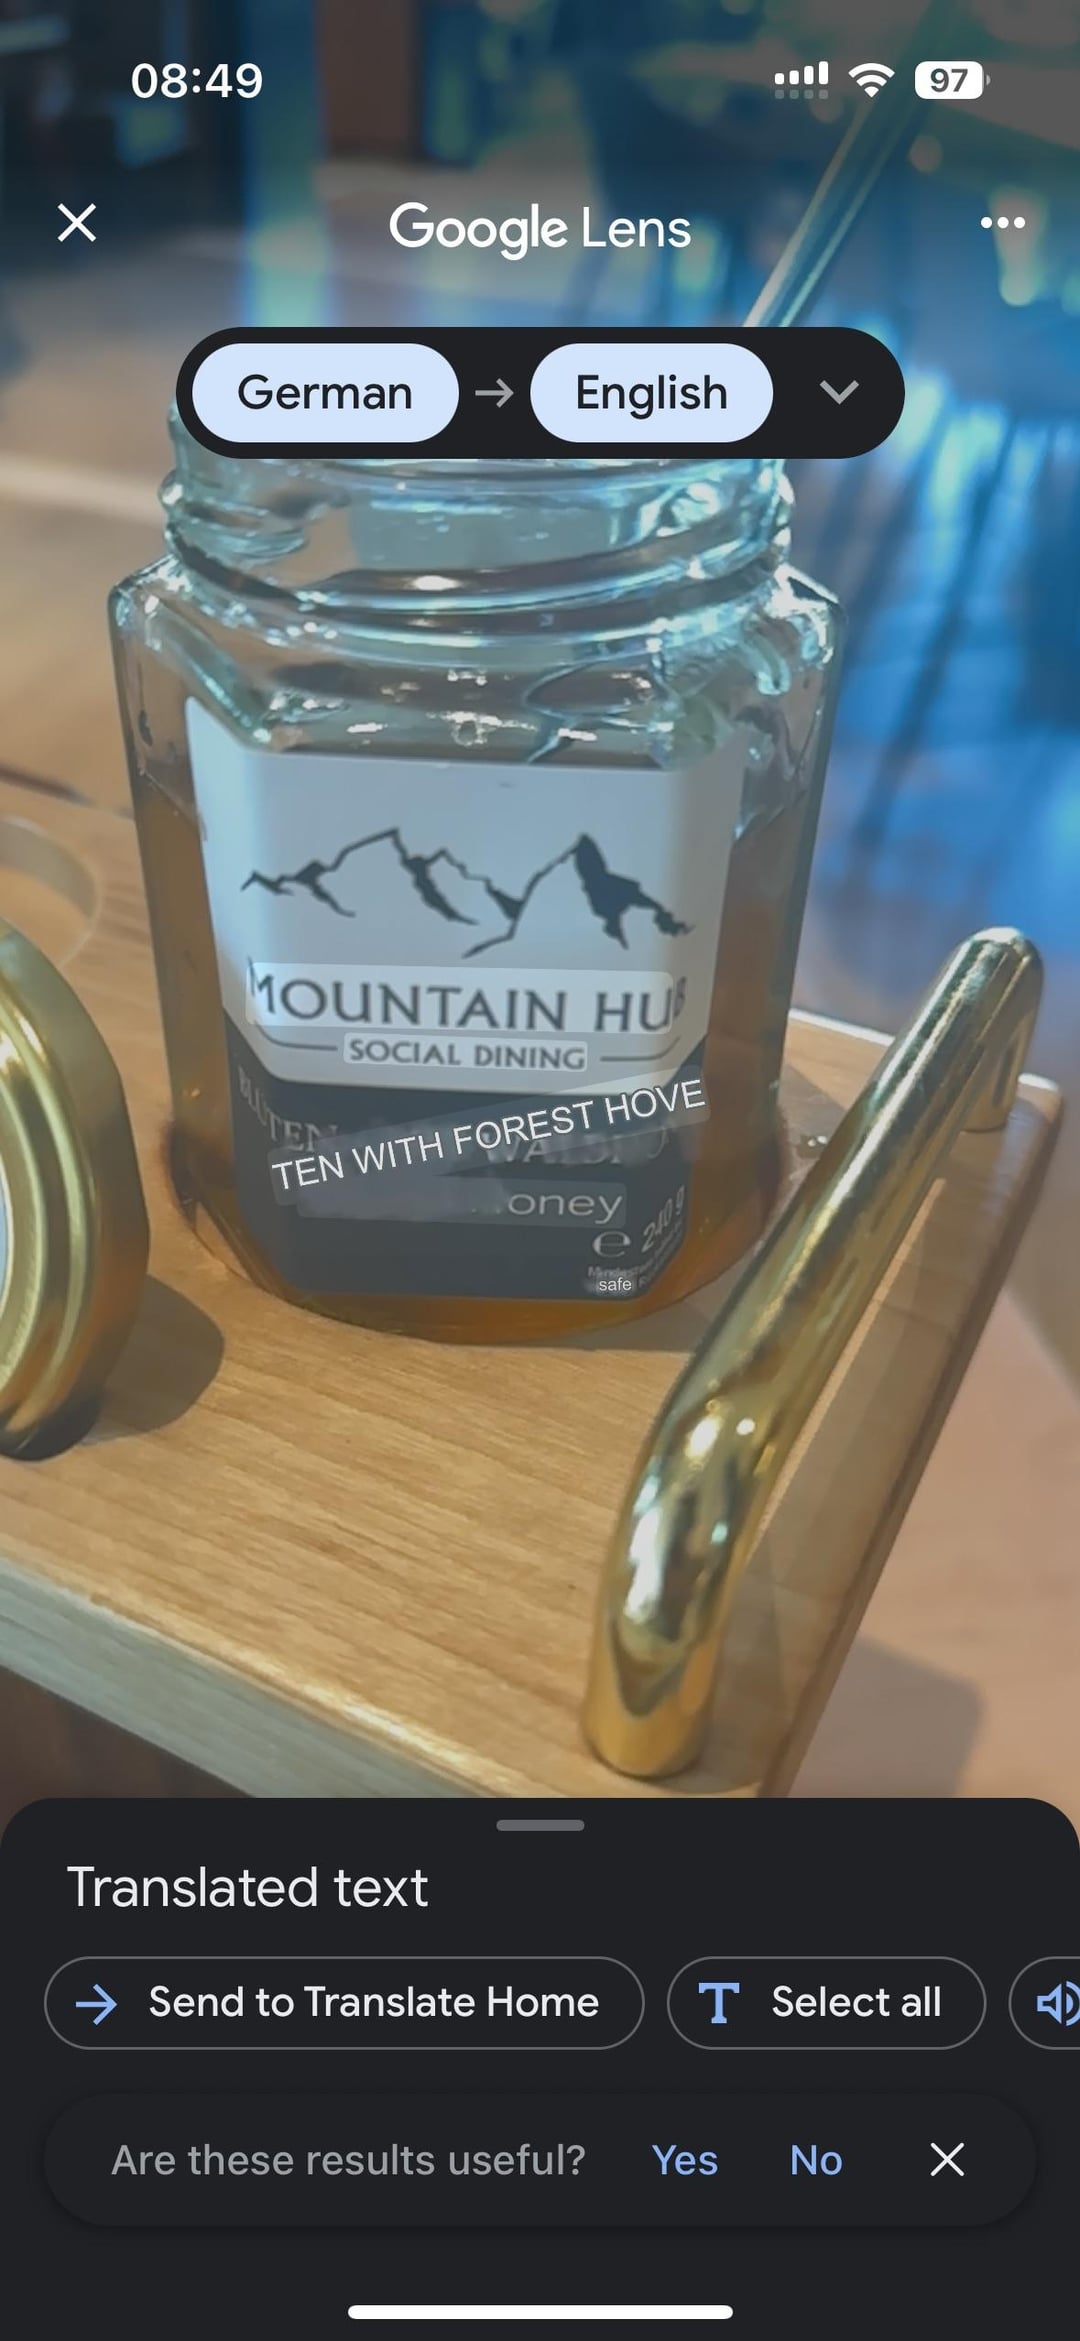 08:49
97
Google Lens
German → English
MOUNTAIN HUB
SOCIAL DINING
TEN WITH FOREST HOVE
oney
e 240 g
safe
Translated text
Send to Translate Home
Select all
Are these results useful? Yes No